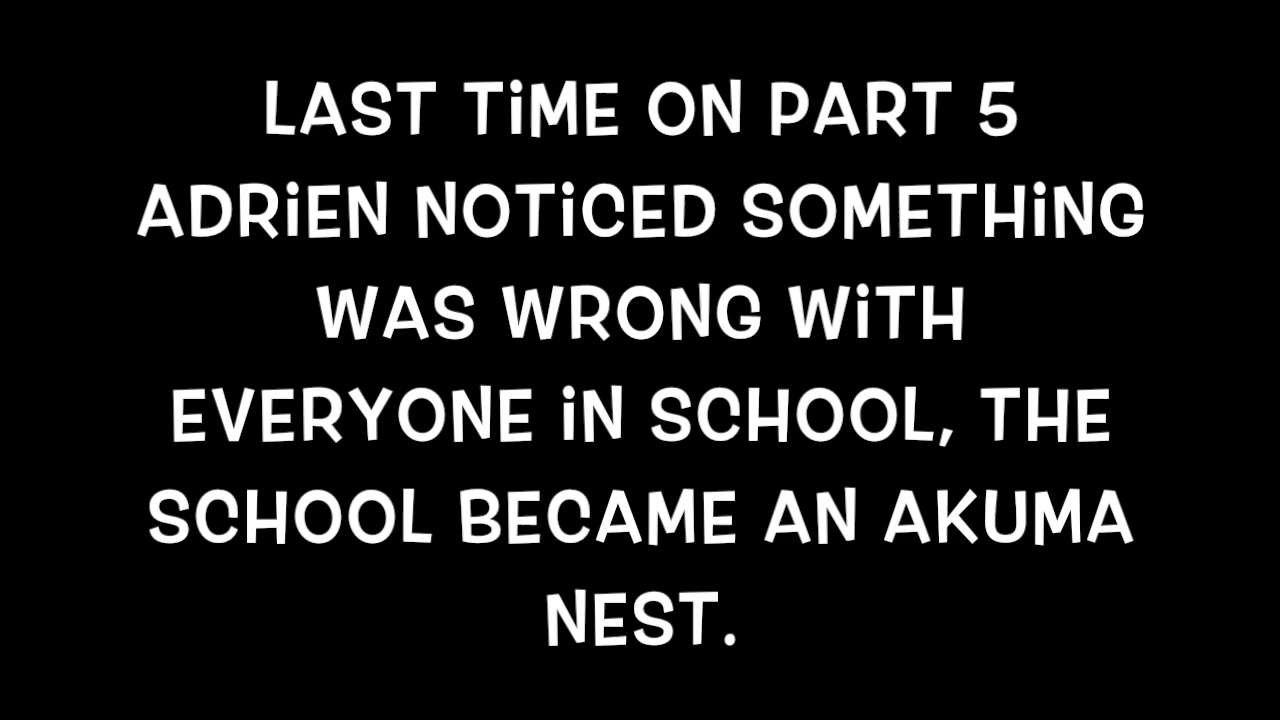 LAST TiME ON PART 5
ADRiEN NOTiCED SOMETHiNG
WAS WRONG WiTH
EVERYONE iN SCHOOL, THE
SCHOOL BECAME AN AKUMA
NEST.